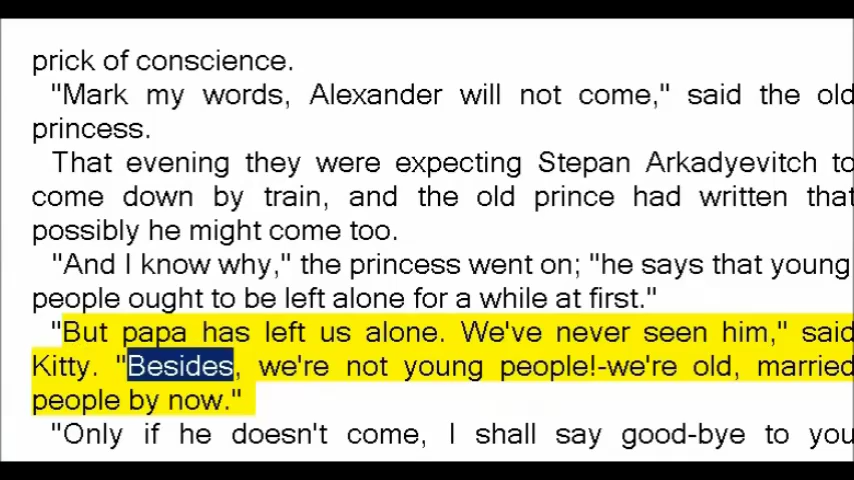 prick of conscience.
"Mark my words, Alexander will not come," said the old
princess.
That evening they were expecting Stepan Arkadyevitch to
come down by train, and the old prince had written that
possibly he might come too.
"And I know why," the princess went on; "he says that young
people ought to be left alone for a while at first."
"But papa has left us alone. We've never seen him," said
Kitty. "Besides, we're not young people!-we're old, married
people by now."
"Only if he doesn't come, I shall say good-bye to you